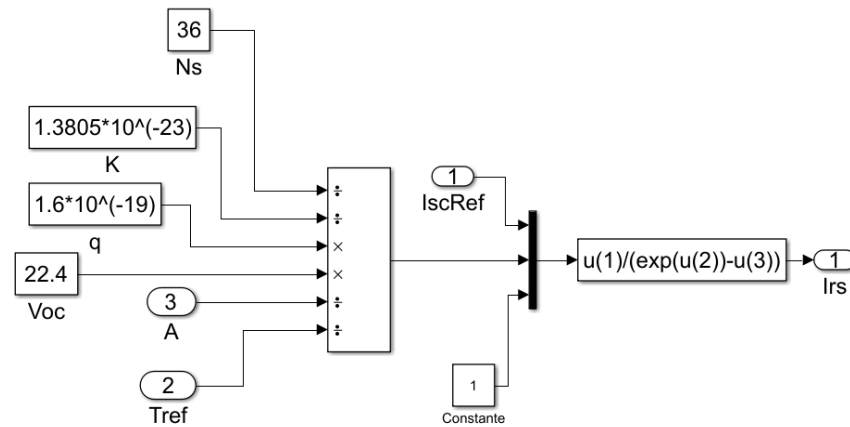 36
Ns
1.3805*10^(-23)
K
1.6*10^(-19)
q
22.4
Voc
3
A
2
Tref
÷
÷
×
×
÷
÷
1
IscRef
1
Constante
u(1)/(exp(u(2))-u(3))
1
Irs